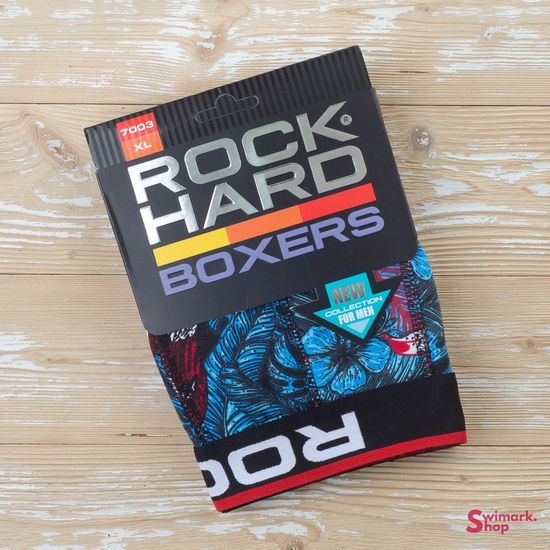 7003
XL
ROCK
HARD®
BOXERS
NEW
COLLECTION
FOR MEN
ROC
Swimark.
Shop